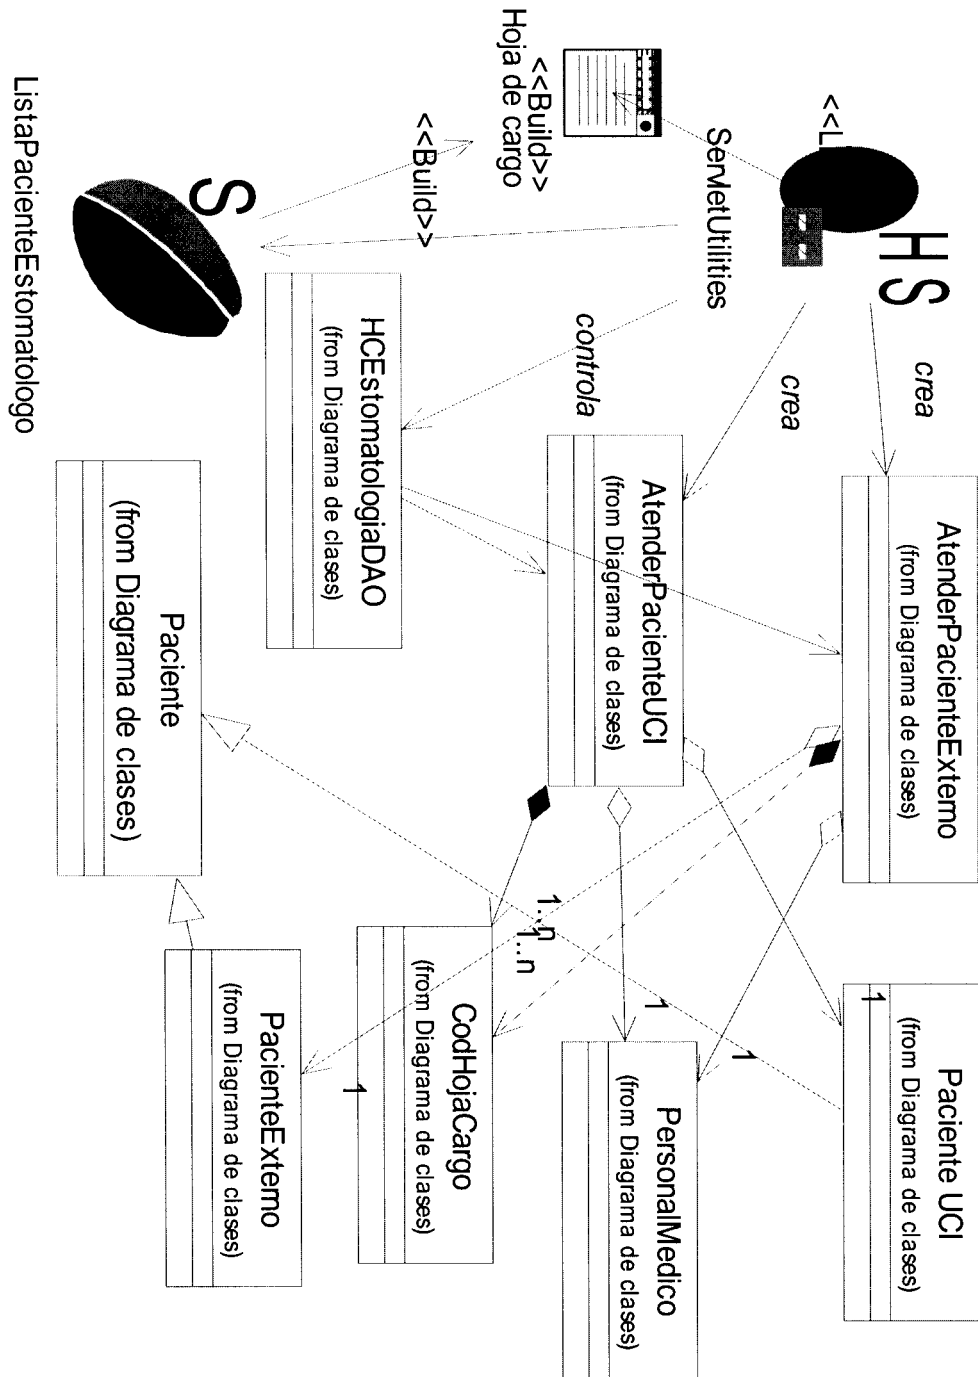 H S
<<L
crea
crea
controla
ServletUtilities
<<Build>>
Hoja de cargo
<<Build>>
S
ListaPacienteEstomatologo
AtenderPacienteExterno
(from Diagrama de clases)
AtenderPacienteUCI
(from Diagrama de clases)
HCEstomatologiaDAO
(from Diagrama de clases)
Paciente
(from Diagrama de clases)
Paciente UCI
(from Diagrama de clases)
1
PersonalMedico
(from Diagrama de clases)
1
1
1..n
1..n
CodHojaCargo
(from Diagrama de clases)
1
PacienteExterno
(from Diagrama de clases)